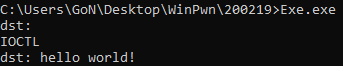 C:\Users\GoN\Desktop\WinPwn\200219>Exe.exe
dst:
IOCTL
dst: hello world!